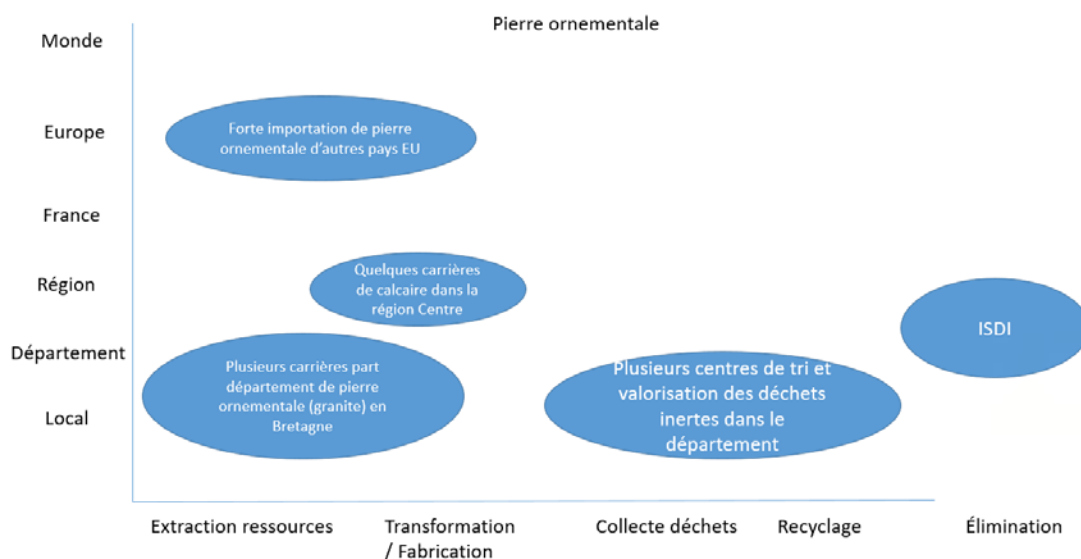 Pierre ornementale
Monde
Europe
Forte importation de pierre
ornementale d'autres pays EU
France
Région
Quelques carrières
de calcaire dans la
région Centre
ISDI
Département
Plusieurs carrières part
département de pierre
ornementale (granite) en
Bretagne
Plusieurs centres de tri et
valorisation des déchets
inertes dans le
département
Local
Extraction ressources
Transformation
/ Fabrication
Collecte déchets
Recyclage
Élimination